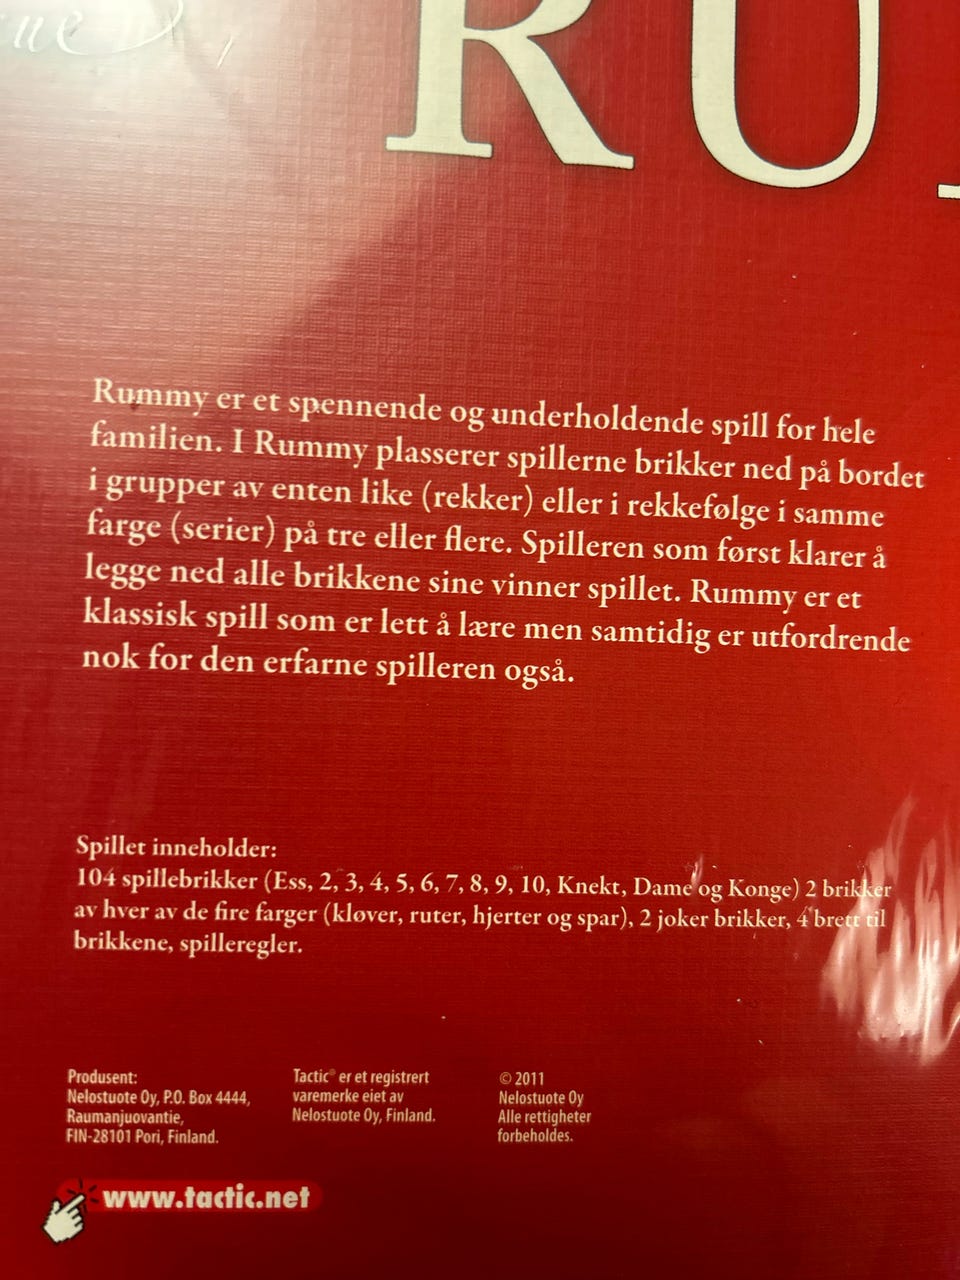 ue
RU
Rummy er et spennende og underholdende spill for hele
familien. I Rummy plasserer spillerne brikker ned på bordet
i grupper av enten like (rekker) eller i rekkefølge i samme
farge (serier) på tre eller flere. Spilleren som først klarer å
legge ned alle brikkene sine vinner spillet. Rummy er et
klassisk spill som er lett å lære men samtidig er utfordrende
nok for den erfarne spilleren også.
Spillet inneholder:
104 spillebrikker (Ess, 2, 3, 4, 5, 6, 7, 8, 9, 10, Knekt, Dame og Konge) 2 brikker
av hver av de fire farger (kløver, ruter, hjerter og spar), 2 joker brikker, 4 brett til
brikkene, spilleregler.
Produsent:
Nelostuote Oy, P.O. Box 4444,
Raumanjuovantie,
FIN-28101 Pori, Finland.
Tactic® er et registrert
varemerke eiet av
Nelostuote Oy, Finland.
© 2011
Nelostuote Oy
Alle rettigheter
forbeholdes.
www.tactic.net